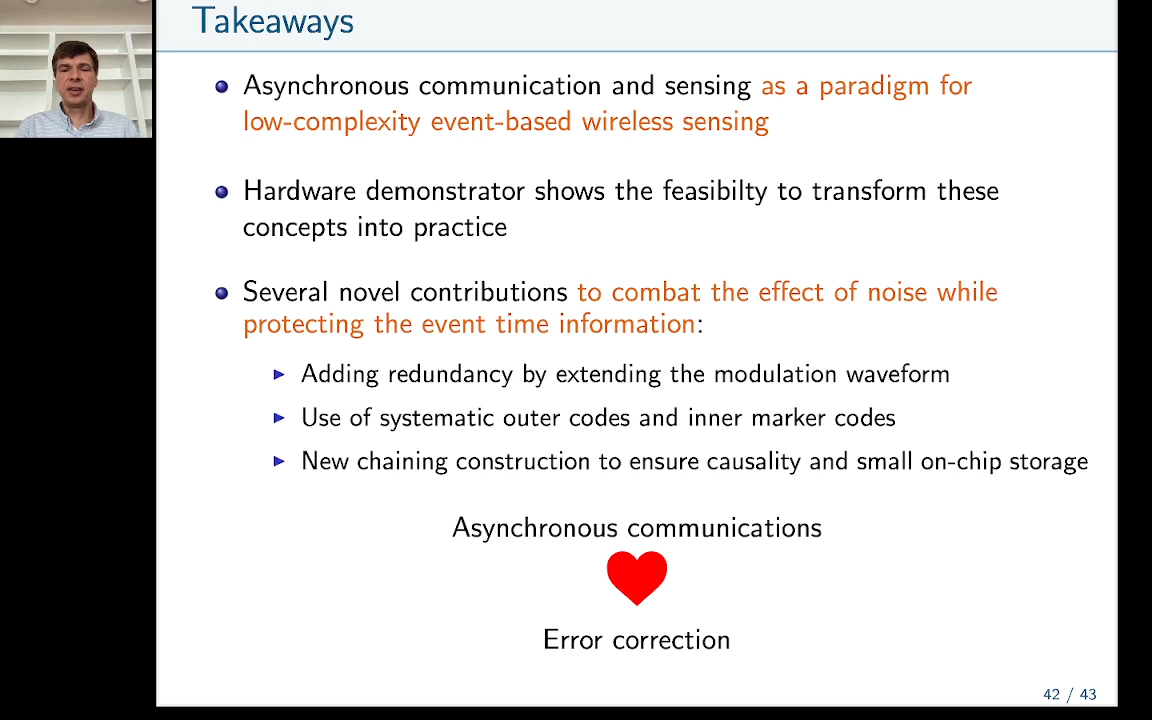 Takeaways
Asynchronous communication and sensing as a paradigm for
low-complexity event-based wireless sensing
Hardware demonstrator shows the feasibilty to transform these
concepts into practice
Several novel contributions to combat the effect of noise while
protecting the event time information:
Adding redundancy by extending the modulation waveform
Use of systematic outer codes and inner marker codes
New chaining construction to ensure causality and small on-chip storage
Asynchronous communications
Error correction
42 / 43